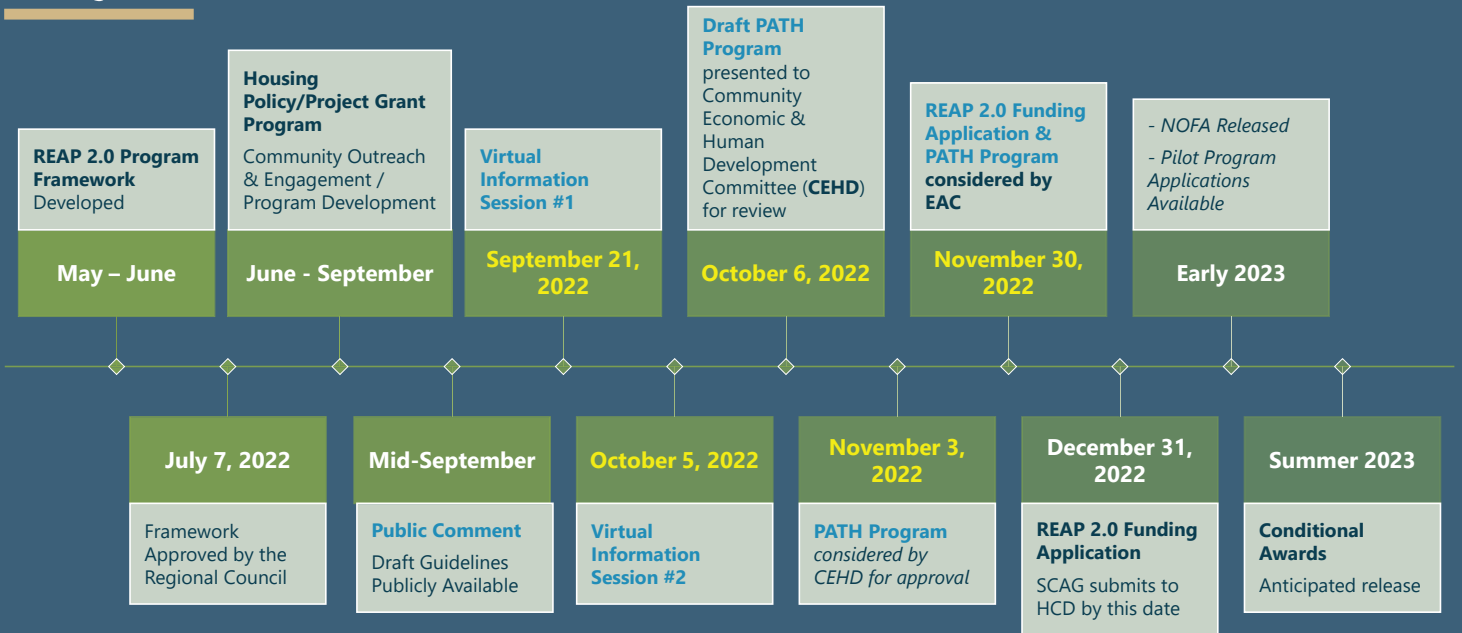 REAP 2.0 Program
Framework
Developed
May – June
July 7, 2022
Framework
Approved by the
Regional Council
Housing
Policy/Project Grant
Program
Community Outreach
& Engagement /
Program Development
June - September
Mid-September
Public Comment
Draft Guidelines
Publicly Available
Virtual
Information
Session #1
September 21,
2022
October 5, 2022
Virtual
Information
Session #2
Draft PATH
Program
presented to
Community
Economic &
Human
Development
Committee (CEHD)
for review
October 6, 2022
November 3,
2022
PATH Program
considered by
CEHD for approval
REAP 2.0 Funding
Application &
PATH Program
considered by
EAC
November 30,
2022
December 31,
2022
REAP 2.0 Funding
Application
SCAG submits to
HCD by this date
- NOFA Released
- Pilot Program
Applications
Available
Early 2023
Summer 2023
Conditional
Awards
Anticipated release